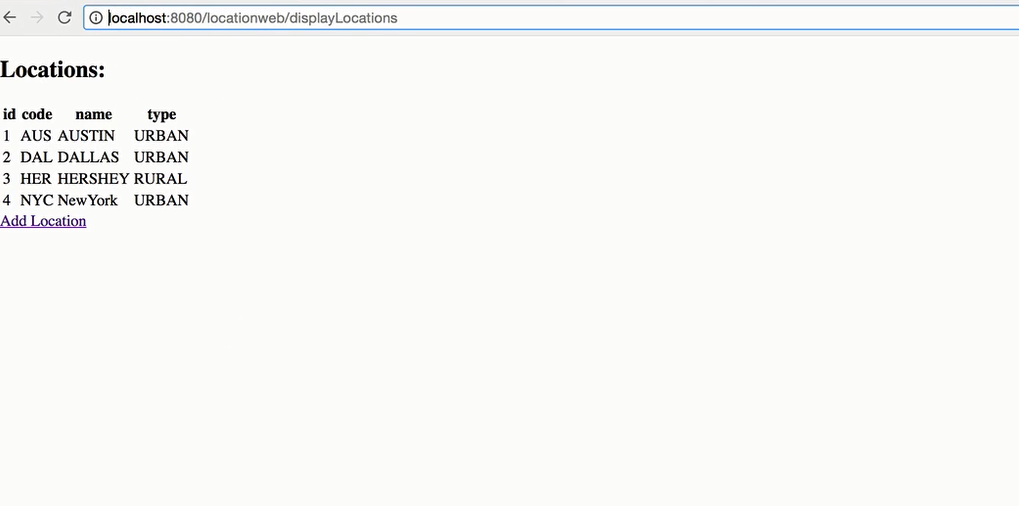 localhost:8080/locationweb/displayLocations
Locations:
id code name type
1 AUS AUSTIN URBAN
2 DAL DALLAS URBAN
3 HER HERSHEY RURAL
4 NYC NewYork URBAN
Add Location